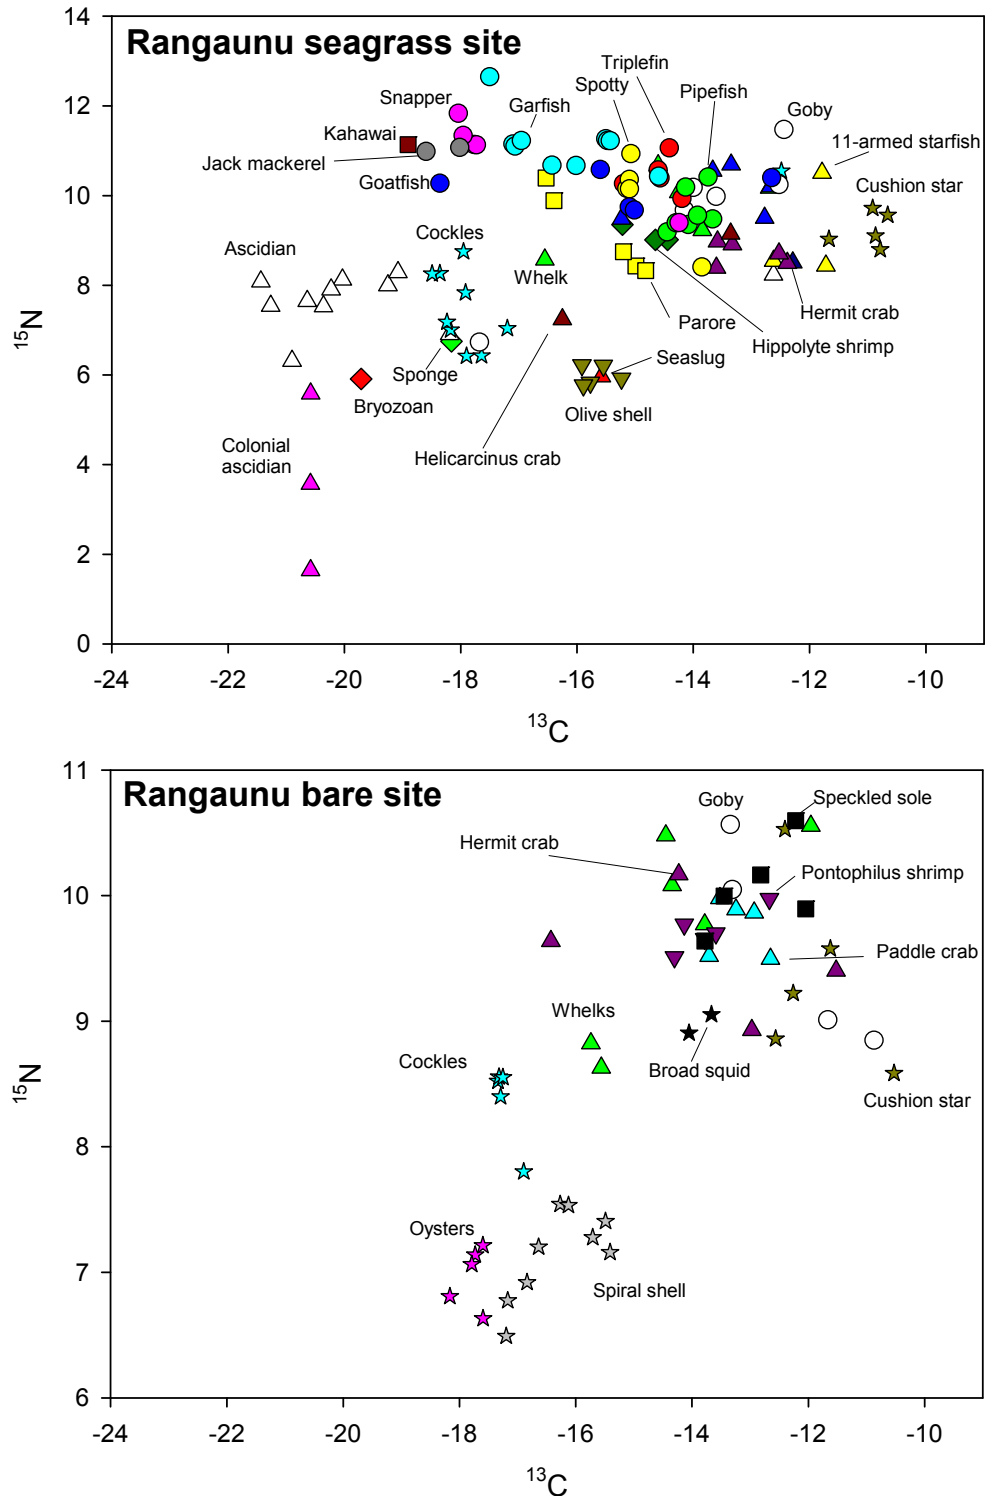 14
Rangaunu seagrass site
Triplefin
Spotty
Pipefish
Snapper
Garfish
Goby
12
Kahawai
11-armed starfish
Jack mackerel
Goatfish
Cushion star
10
Cockles
Ascidian
Whelk
8
Hermit crab
Parore
Hippolyte shrimp
15N
Seaslug
Sponge
6
Bryozoan
Olive shell
Colonial
ascidian
Helicarcinus crab
4
2
0
-24 -22 -20 -18 -16 -14 -12 -10
13C
11
Rangaunu bare site
Goby
Speckled sole
Hermit crab
Pontophilus shrimp
10
Paddle crab
Whelks
9
Cockles
Broad squid
Cushion star
15N
8
Oysters
7
Spiral shell
6
-24 -22 -20 -18 -16 -14 -12 -10
13C